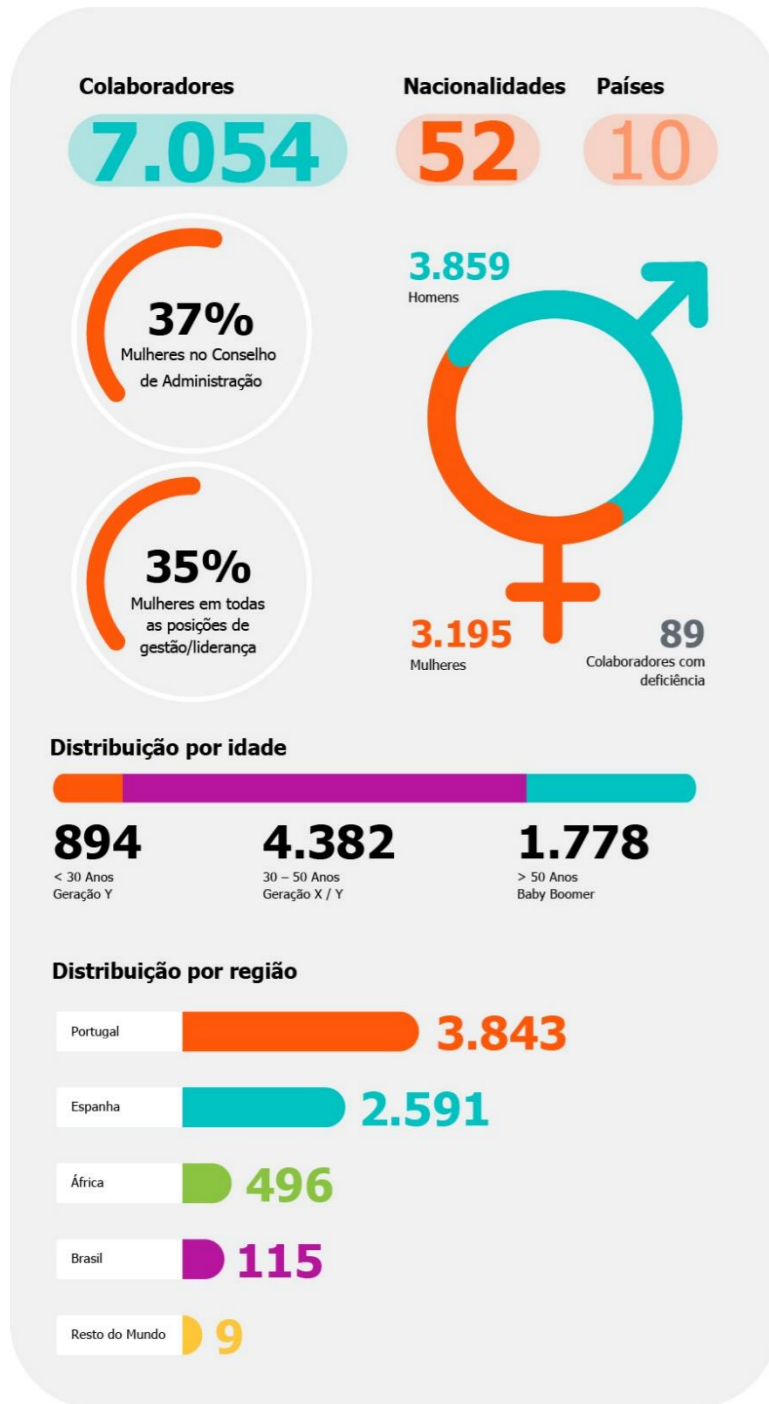 Colaboradores
7.054
Nacionalidades
52
Países
10
37%
Mulheres no Conselho
de Administração
3.859
Homens
35%
Mulheres em todas
as posições de
gestão/liderança
3.195
Mulheres
89
Colaboradores com
deficiência
Distribuição por idade
894
< 30 Anos
Geração Y
4.382
30 – 50 Anos
Geração X / Y
1.778
> 50 Anos
Baby Boomer
Distribuição por região
Portugal 3.843
Espanha 2.591
África 496
Brasil 115
Resto do Mundo 9